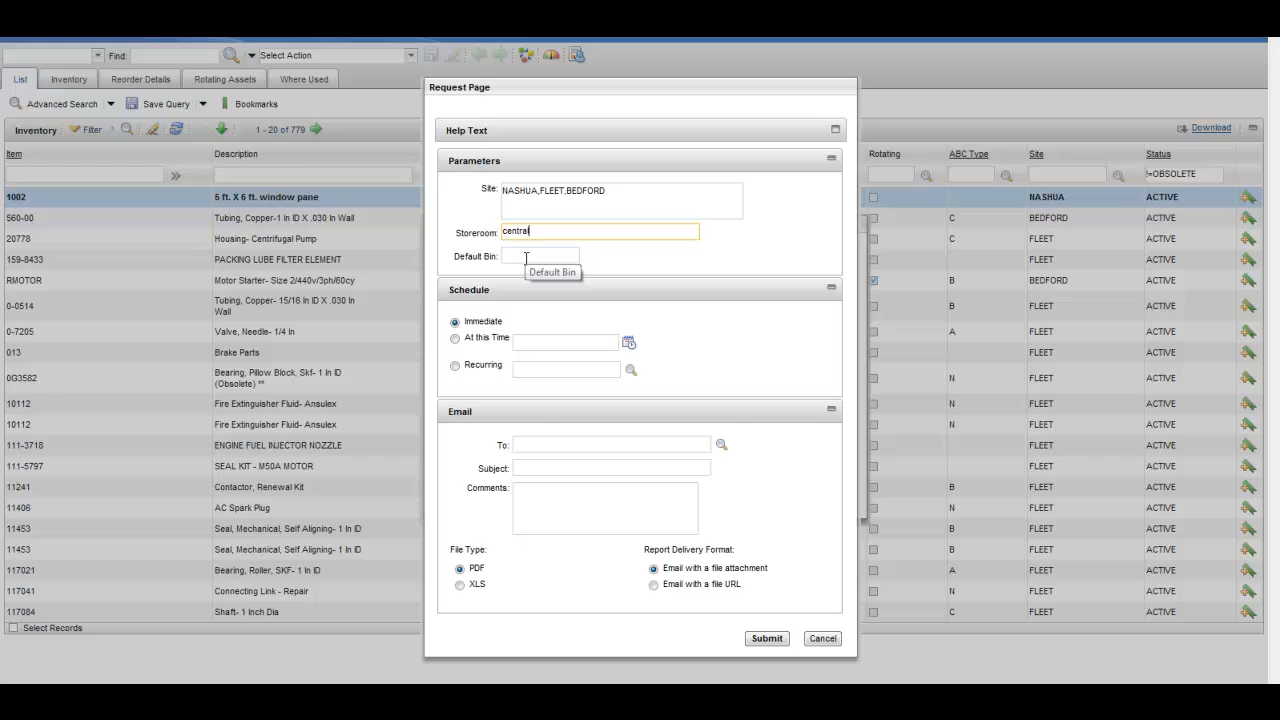 Find: Select Action
List Inventory Reorder Details Rotating Assets Where Used
Advanced Search Save Query Bookmarks
Inventory Filter 1 - 20 of 779 Download
Item Description Rotating ABC Type Site Status
!=OBSOLETE
1002 5 ft. X 6 ft. window pane NASHUA ACTIVE
560-00 Tubing, Copper-1 In ID X .030 In Wall C BEDFORD ACTIVE
20778 Housing- Centrifugal Pump C FLEET ACTIVE
159-8433 PACKING LUBE FILTER ELEMENT FLEET ACTIVE
RMOTOR Motor Starter- Size 2/440v/3ph/60cy B BEDFORD ACTIVE
0-0514 Tubing, Copper- 15/16 In ID X .030 In
Wall B FLEET ACTIVE
0-7205 Valve, Needle- 1/4 In A FLEET ACTIVE
013 Brake Parts FLEET ACTIVE
0G3582 Bearing, Pillow Block, Skf- 1 In ID
(Obsolete) ** N FLEET ACTIVE
10112 Fire Extinguisher Fluid- Ansulex N FLEET ACTIVE
10112 Fire Extinguisher Fluid- Ansulex N FLEET ACTIVE
111-3718 ENGINE FUEL INJECTOR NOZZLE FLEET ACTIVE
111-5797 SEAL KIT - M50A MOTOR FLEET ACTIVE
11241 Contactor, Renewal Kit B FLEET ACTIVE
11406 AC Spark Plug N FLEET ACTIVE
11453 Seal, Mechanical, Self Aligning- 1 In ID B FLEET ACTIVE
11453 Seal, Mechanical, Self Aligning- 1 In ID B FLEET ACTIVE
117021 Bearing, Roller, SKF- 1 In ID A FLEET ACTIVE
117041 Connecting Link - Repair N FLEET ACTIVE
117084 Shaft- 1 Inch Dia C FLEET ACTIVE
Select Records
Request Page
Help Text
Parameters
Site: NASHUA,FLEET,BEDFORD
Storeroom: central
Default Bin:
Default Bin
Schedule
Immediate
At this Time
Recurring
Email
To:
Subject:
Comments:
File Type: Report Delivery Format:
PDF Email with a file attachment
XLS Email with a file URL
Submit Cancel